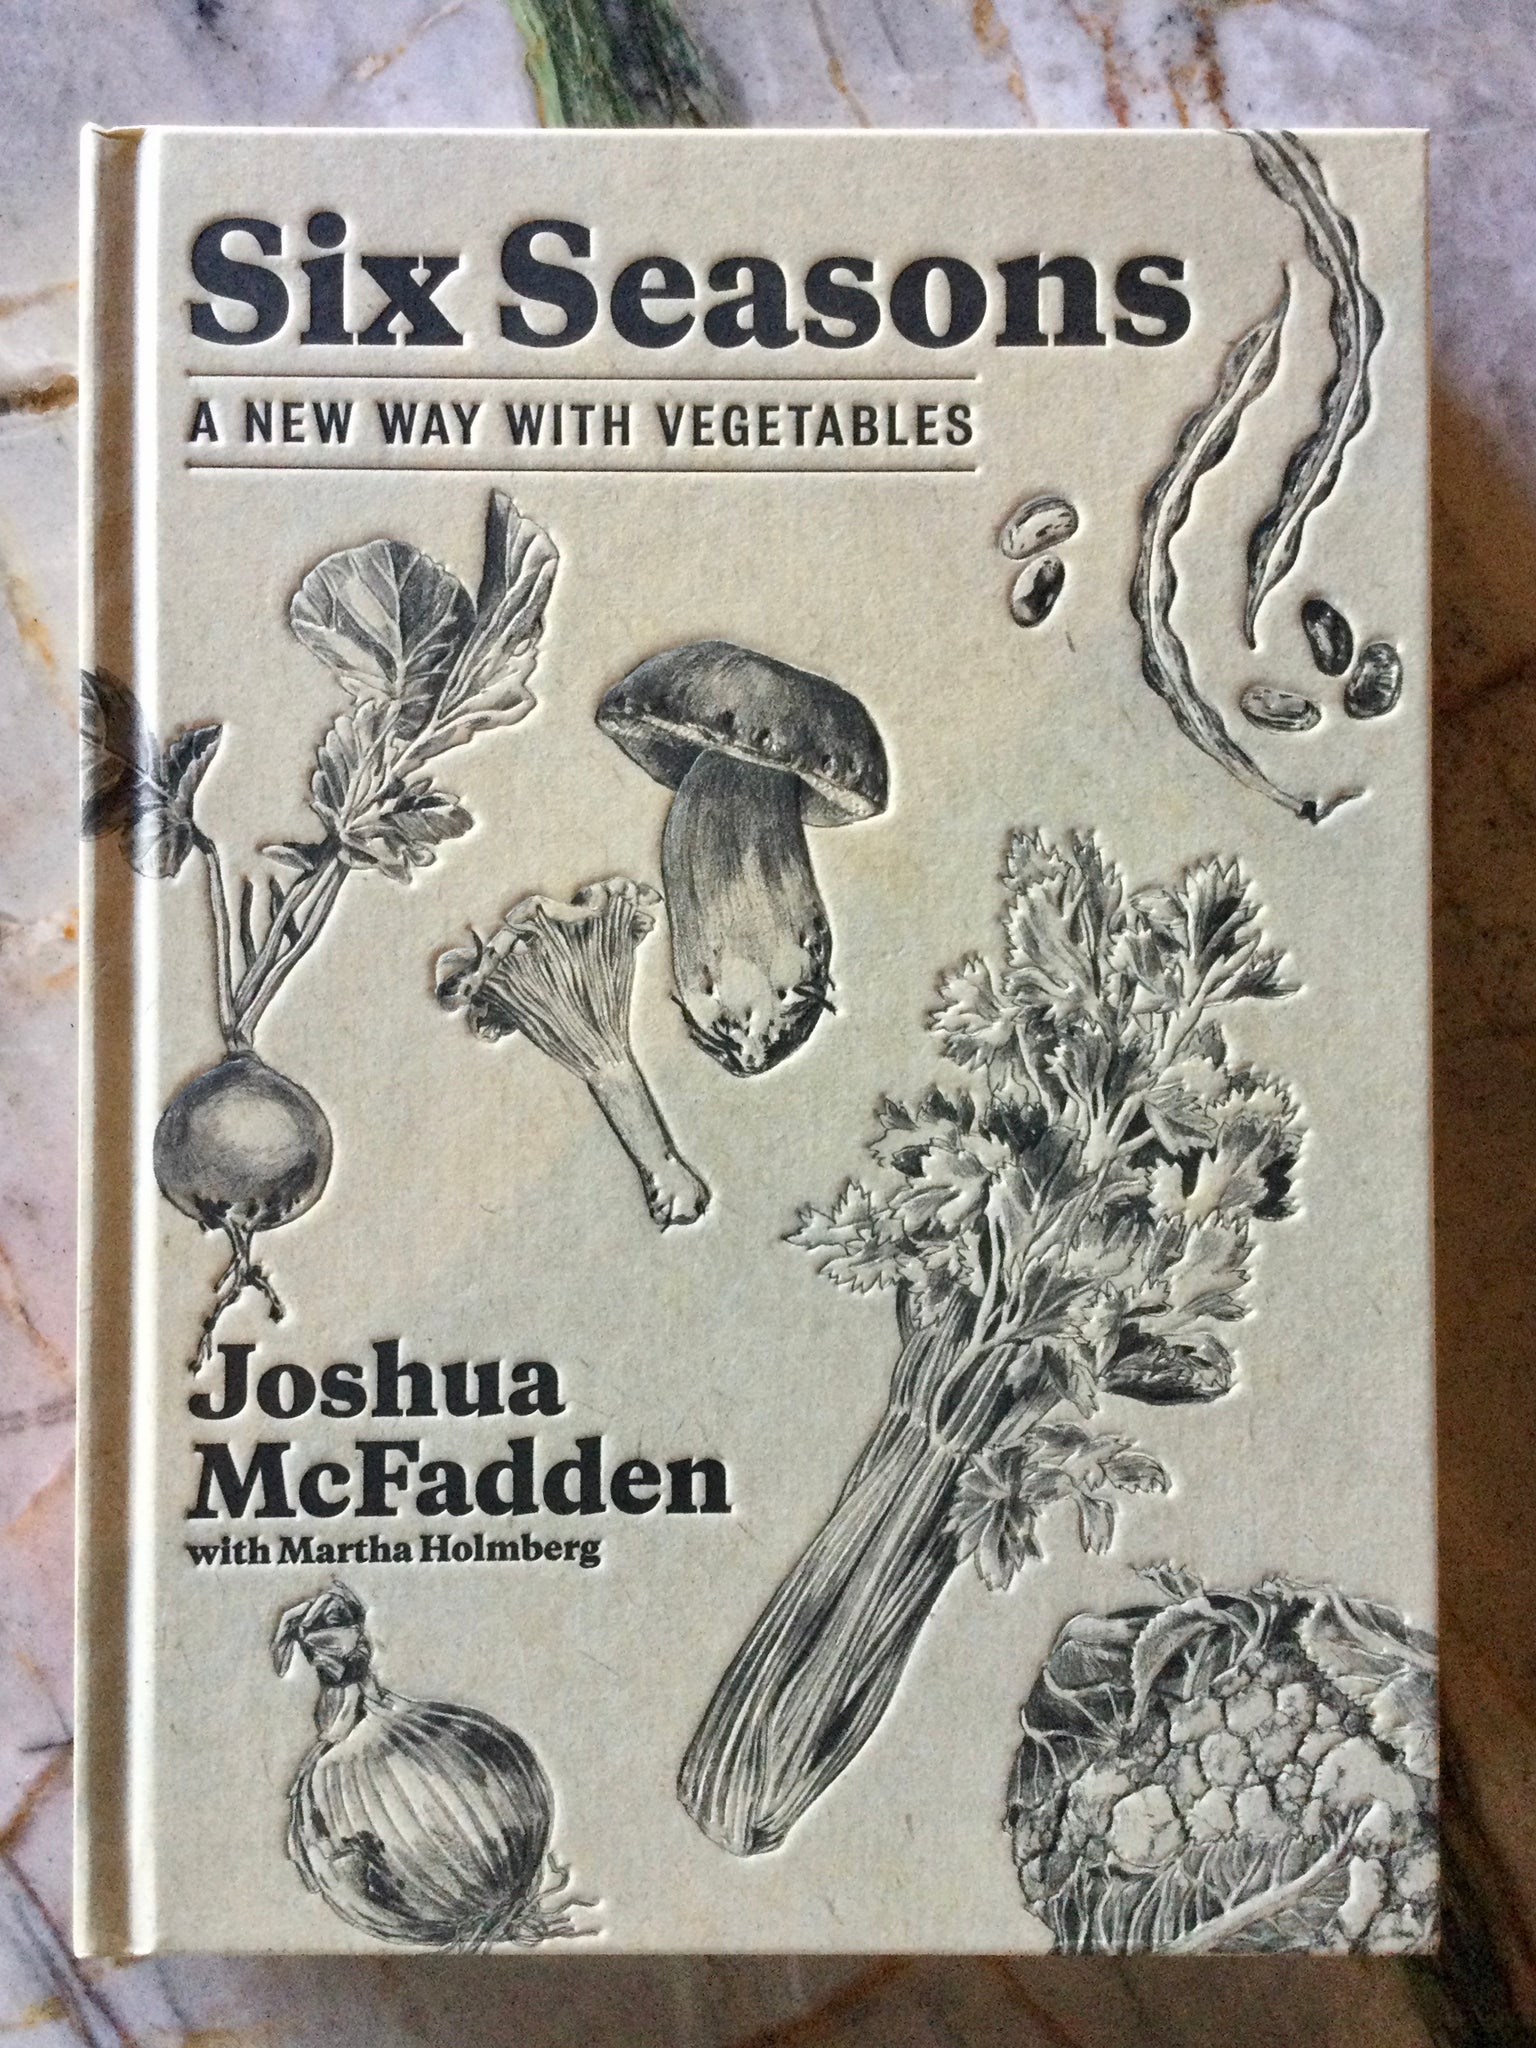 Six Seasons
A NEW WAY WITH VEGETABLES
Joshua
McFadden
with Martha Holmberg